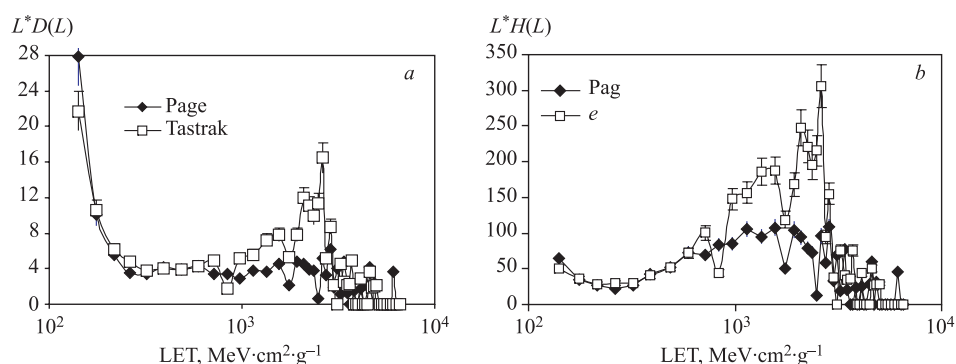 L*D(L)
28
24
20
16
12
8
4
0
10²
10³
10⁴
a
Page
Tastrak
LET, MeV·cm²·g⁻¹
L*H(L)
350
300
250
200
150
100
50
0
10²
10³
10⁴
b
Pag
e
LET, MeV·cm²·g⁻¹